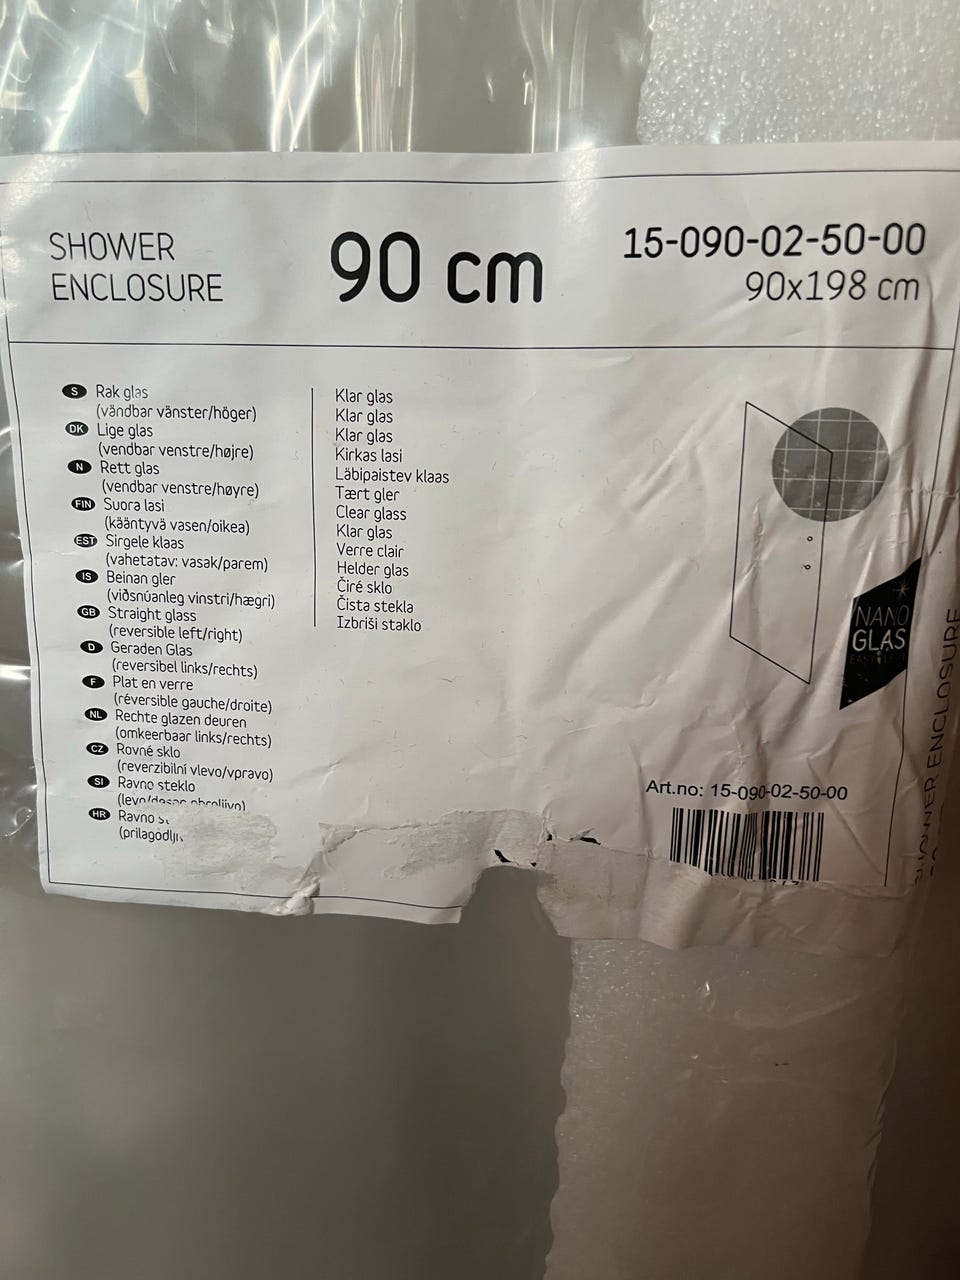 SHOWER
ENCLOSURE
90 cm
15-090-02-50-00
90x198 cm
S Rak glas
(vändbar vänster/höger)
DK Lige glas
(vendbar venstre/højre)
N Rett glas
(vendbar venstre/høyre)
FIN Suora lasi
(kääntyvä vasen/oikea)
EST Sirgele klaas
(vahetatav: vasak/parem)
IS Beinan gler
(viðsnúanleg vinstri/hægri)
GB Straight glass
(reversible left/right)
D Geraden Glas
(reversibel links/rechts)
F Plat en verre
(réversible gauche/droite)
NL Rechte glazen deuren
(omkeerbaar links/rechts)
CZ Rovné sklo
(reverzibilní vlevo/vpravo)
SI Ravno steklo
HR Ravno
Klar glas
Klar glas
Klar glas
Kirkas lasi
Läbipaistev klaas
Tært gler
Clear glass
Klar glas
Verre clair
Helder glas
Čiré sklo
Čista stekla
Izbriši staklo
NANO
GLAS
Art.no: 15-090-02-50-00
SHOWER ENCLOSURE